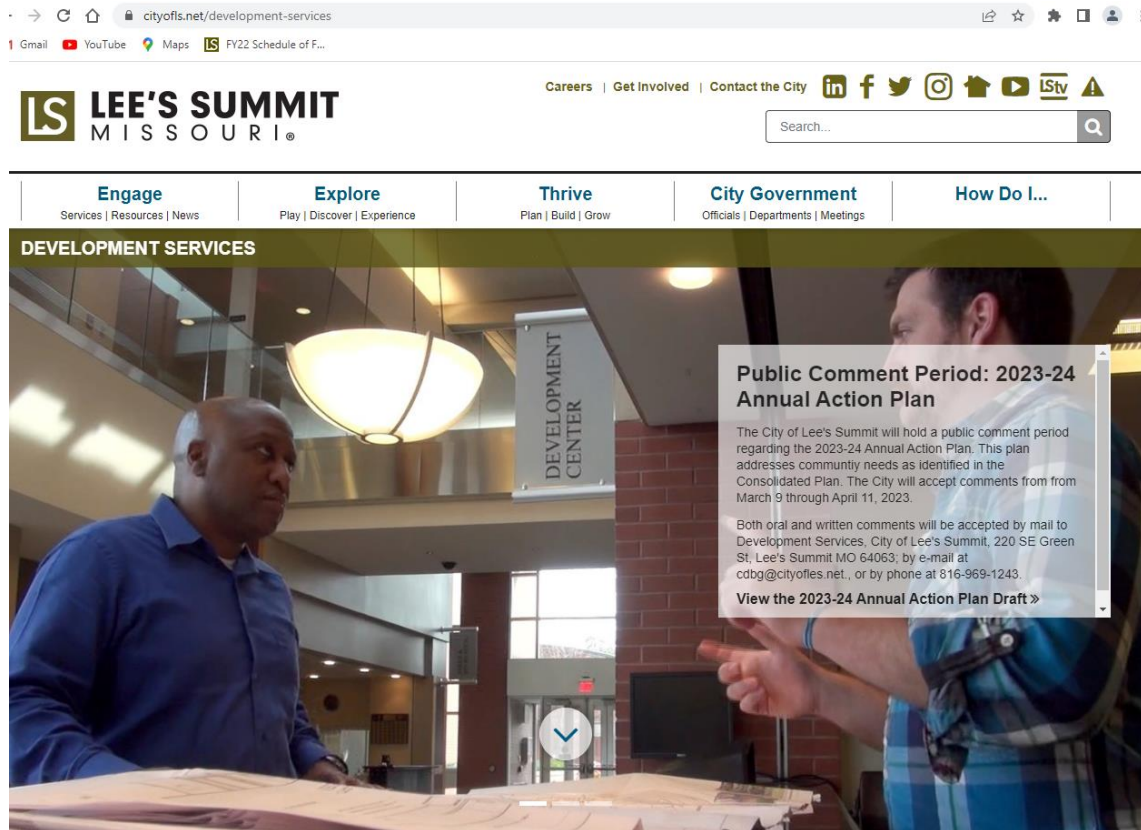 cityofls.net/development-services
Gmail YouTube Maps LS FY22 Schedule of F...
Careers | Get Involved | Contact the City in f LStv
LS LEE'S SUMMIT
MISSOURI®
Search...
Engage Explore Thrive City Government How Do I...
Services | Resources | News Play | Discover | Experience Plan | Build | Grow Officials | Departments | Meetings
DEVELOPMENT SERVICES
DEVELOPMENT
CENTER
Public Comment Period: 2023-24
Annual Action Plan
The City of Lee's Summit will hold a public comment period
regarding the 2023-24 Annual Action Plan. This plan
addresses communtiy needs as identified in the
Consolidated Plan. The City will accept comments from from
March 9 through April 11, 2023.
Both oral and written comments will be accepted by mail to
Development Services, City of Lee's Summit, 220 SE Green
St, Lee's Summit MO 64063; by e-mail at
cdbg@cityofles.net., or by phone at 816-969-1243.
View the 2023-24 Annual Action Plan Draft »